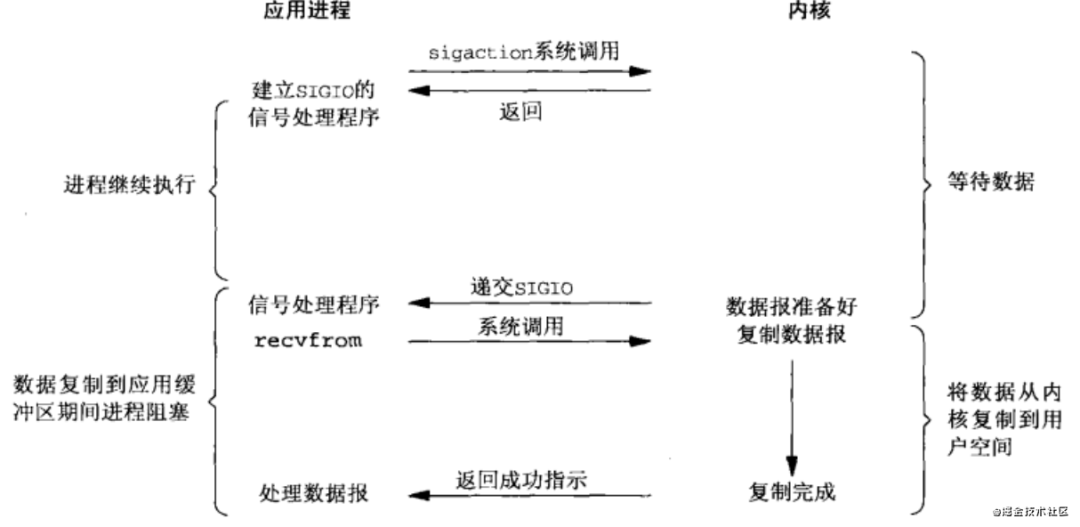 应用进程
内核
sigaction系统调用
建立SIGIO的
信号处理程序
返回
进程继续执行
等待数据
递交SIGIO
信号处理程序
数据报准备好
复制数据报
系统调用
recvfrom
数据复制到应用缓
冲区期间进程阻塞
将数据从内
核复制到用
户空间
返回成功指示
处理数据报
复制完成
@掘金技术社区